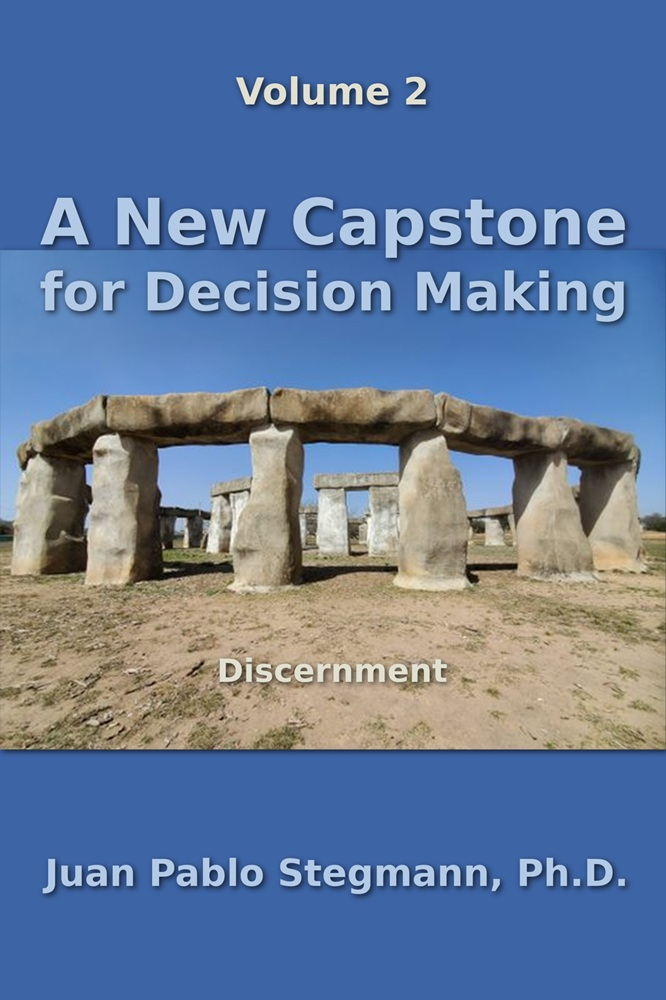 Volume 2
A New Capstone
for Decision Making
Discernment
Juan Pablo Stegmann, Ph.D.